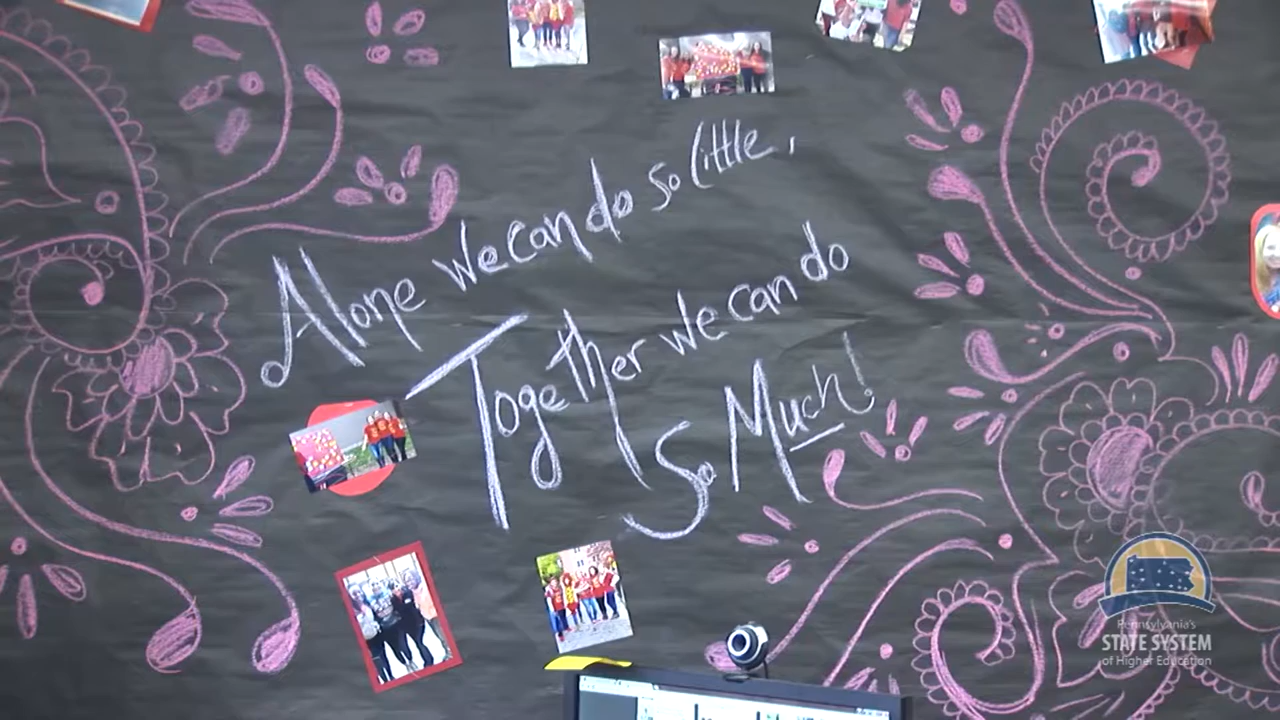 Alone we can do so little,
Together we can do
So Much!
Pennsylvania's
STATE SYSTEM
of Higher Education